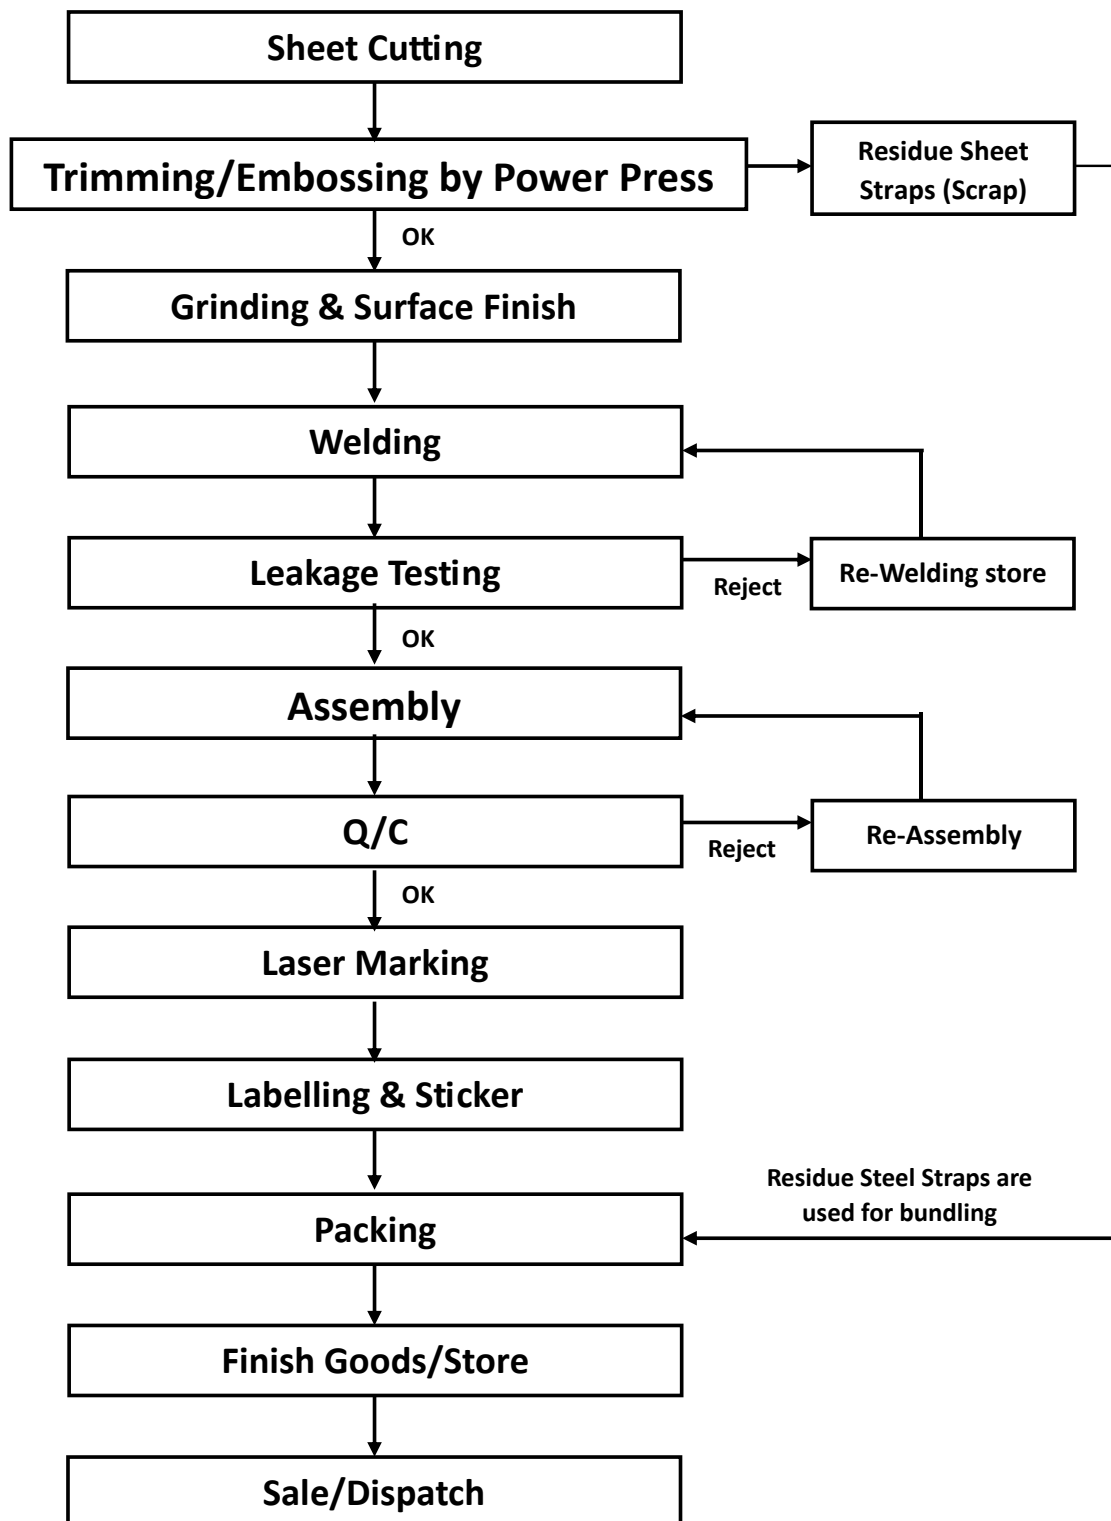 Sheet Cutting
Trimming/Embossing by Power Press
Residue Sheet
Straps (Scrap)
OK
Grinding & Surface Finish
Welding
Leakage Testing
Reject
Re-Welding store
OK
Assembly
Q/C
Reject
Re-Assembly
OK
Laser Marking
Labelling & Sticker
Residue Steel Straps are
used for bundling
Packing
Finish Goods/Store
Sale/Dispatch